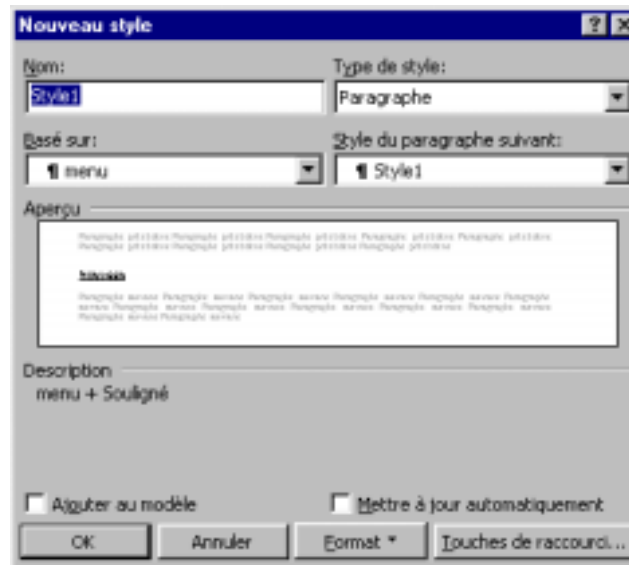 Nouveau style
Nom:
Type de style:
Style1
Paragraphe
Basé sur:
Style du paragraphe suivant:
¶ menu
¶ Style1
Aperçu
Description
menu + Souligné
Ajouter au modèle
Mettre à jour automatiquement
OK
Annuler
Format
Touches de raccourci...